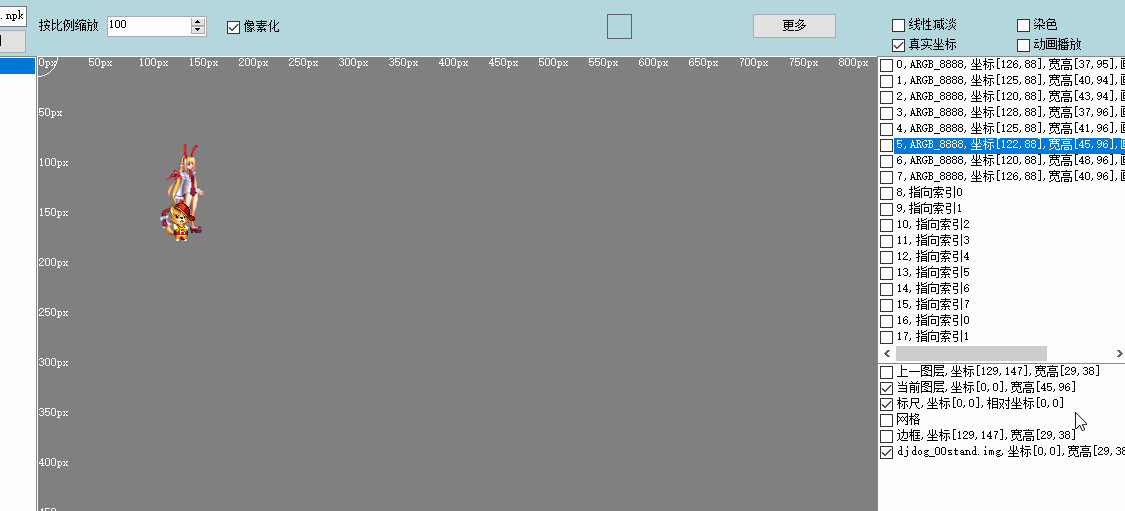 .npk
按比例缩放 100 像素化 更多
线性减淡 染色
真实坐标 动画播放
0px 50px 100px 150px 200px 250px 300px 350px 400px 450px 500px 550px 600px 650px 700px 750px 800px
50px
100px
150px
200px
250px
300px
350px
400px
0,ARGB_8888,坐标[126,88],宽高[37,95],
1,ARGB_8888,坐标[125,88],宽高[40,94],
2,ARGB_8888,坐标[120,88],宽高[43,94],
3,ARGB_8888,坐标[128,88],宽高[37,96],
4,ARGB_8888,坐标[125,88],宽高[41,96],
5,ARGB_8888,坐标[122,88],宽高[45,96],
6,ARGB_8888,坐标[120,88],宽高[48,96],
7,ARGB_8888,坐标[126,88],宽高[40,96],
8,指向索引0
9,指向索引1
10,指向索引2
11,指向索引3
12,指向索引4
13,指向索引5
14,指向索引6
15,指向索引7
16,指向索引0
17,指向索引1
上一图层,坐标[129,147],宽高[29,38]
当前图层,坐标[0,0],宽高[45,96]
标尺,坐标[0,0],相对坐标[0,0]
网格
边框,坐标[129,147],宽高[29,38]
djdog_00stand.img,坐标[0,0],宽高[29,38